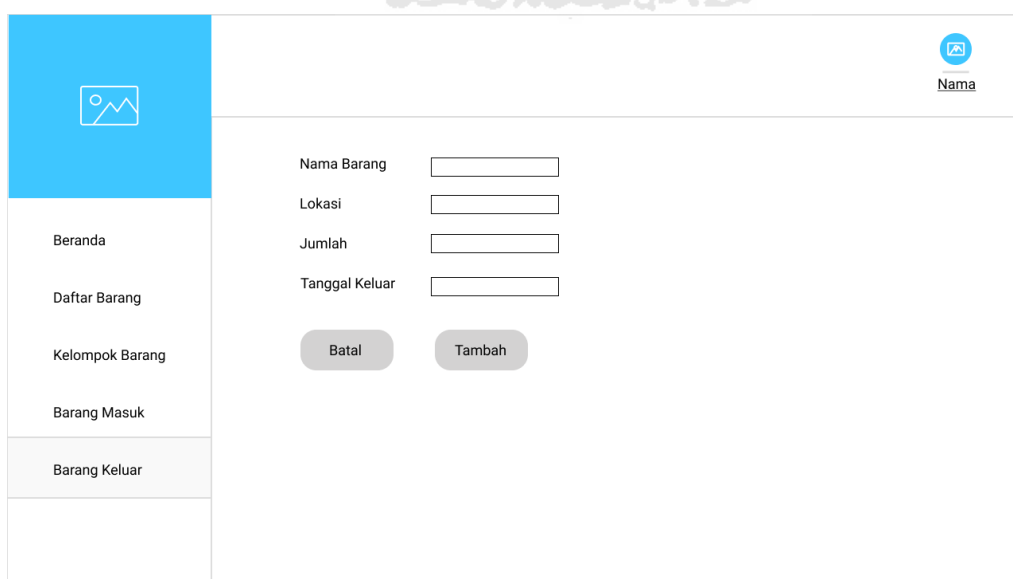 Nama
Nama Barang
Lokasi
Jumlah
Tanggal Keluar
Batal
Tambah
Beranda
Daftar Barang
Kelompok Barang
Barang Masuk
Barang Keluar